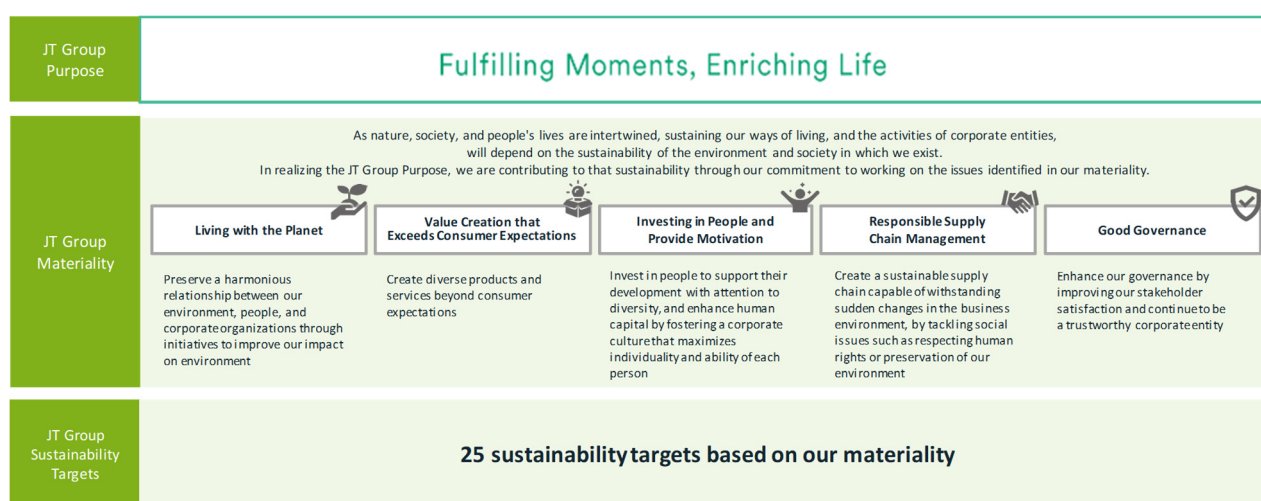 JT Group
Purpose
Fulfilling Moments, Enriching Life
JT Group
Materiality
As nature, society, and people's lives are intertwined, sustaining our ways of living, and the activities of corporate entities,
will depend on the sustainability of the environment and society in which we exist.
In realizing the JT Group Purpose, we are contributing to that sustainability through our commitment to working on the issues identified in our materiality.
Living with the Planet
Preserve a harmonious
relationship between our
environment, people, and
corporate organizations through
initiatives to improve our impact
on environment
Value Creation that
Exceeds Consumer Expectations
Create diverse products and
services beyond consumer
expectations
Investing in People and
Provide Motivation
Invest in people to support their
development with attention to
diversity, and enhance human
capital by fostering a corporate
culture that maximizes
individuality and ability of each
person
Responsible Supply
Chain Management
Create a sustainable supply
chain capable of withstanding
sudden changes in the business
environment, by tackling social
issues such as respecting human
rights or preservation of our
environment
Good Governance
Enhance our governance by
improving our stakeholder
satisfaction and continue to be
a trustworthy corporate entity
JT Group
Sustainability
Targets
25 sustainability targets based on our materiality